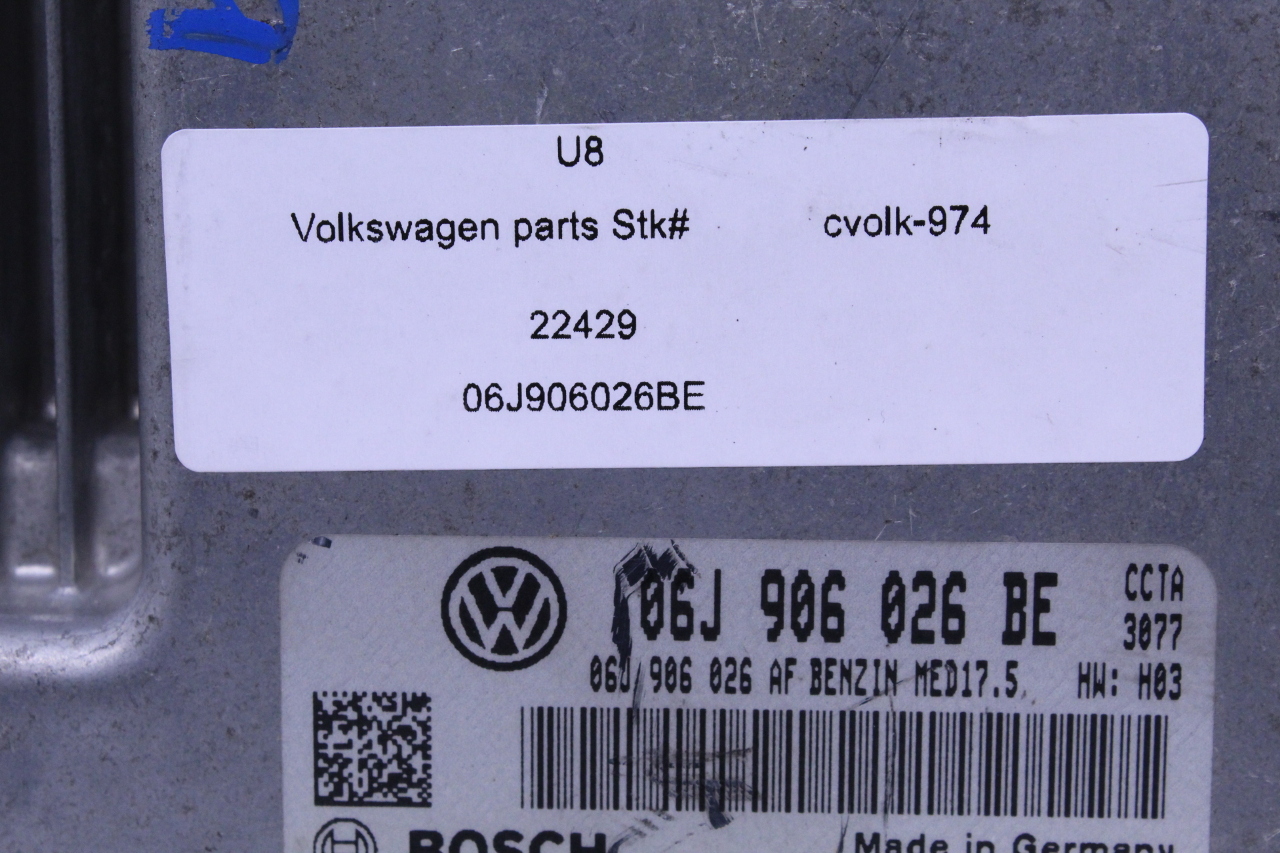 U8
Volkswagen parts Stk# cvolk-974
22429
06J906026BE
06J 906 026 BE CCTA
3077
06J 906 026 AF BENZIN MED17.5 HW: H03
BOSCH Made in Germany